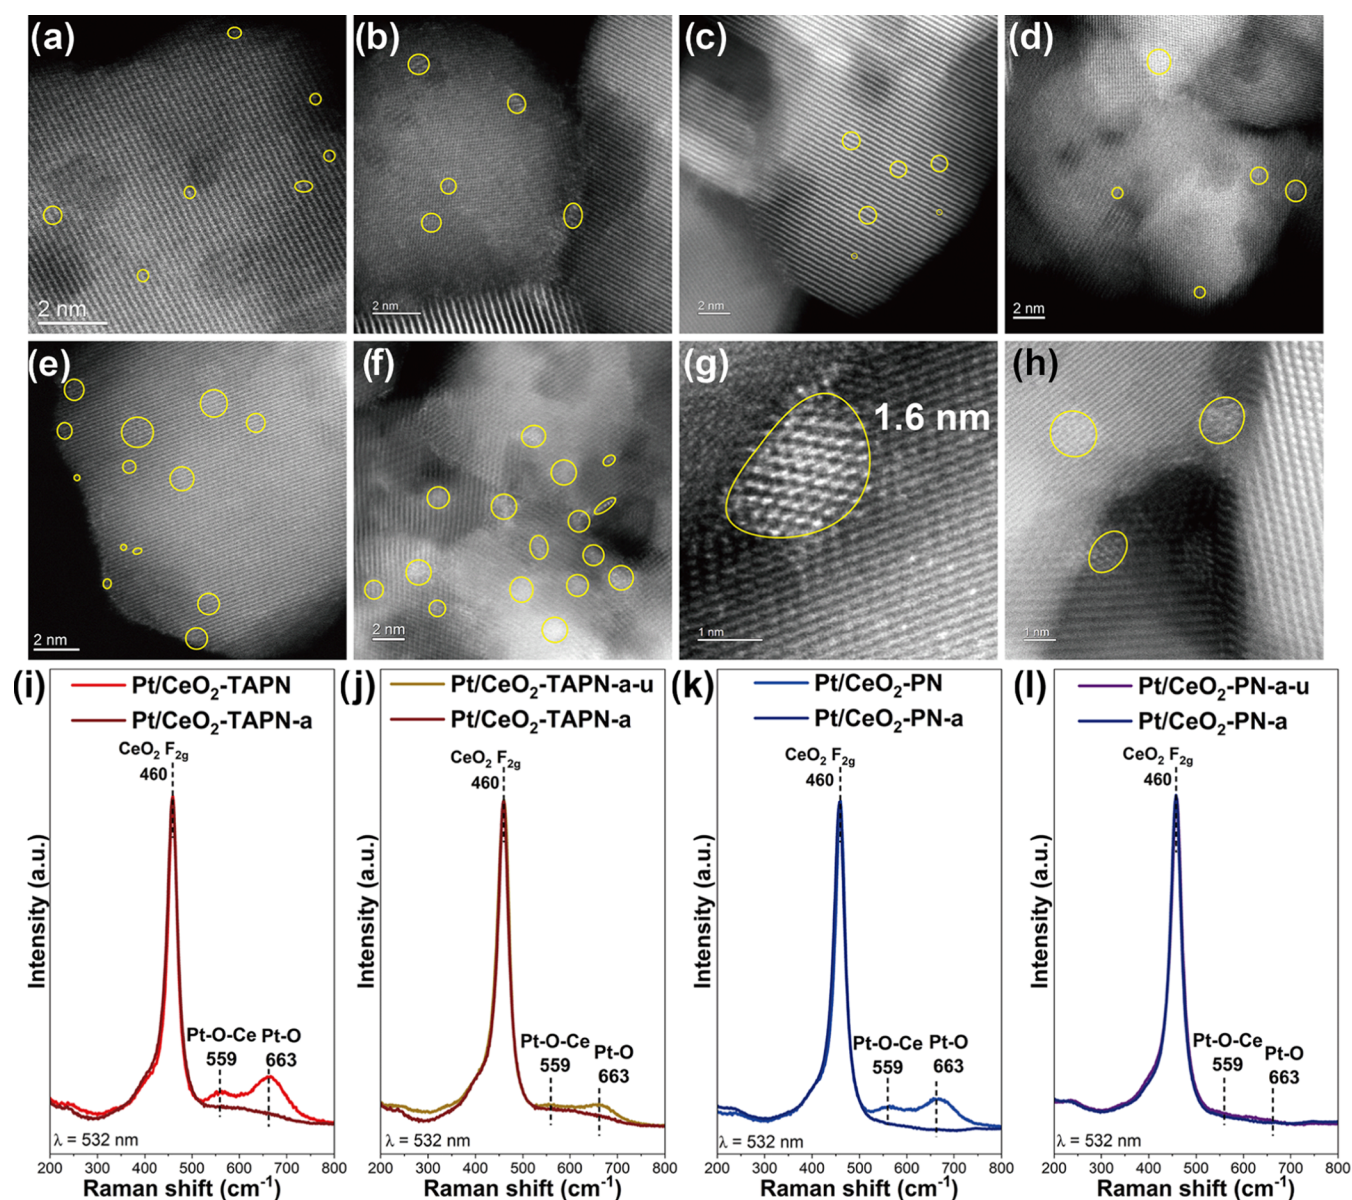 (a)
2 nm
(b)
2 nm
(c)
2 nm
(d)
2 nm
(e)
2 nm
(f)
2 nm
(g)
1.6 nm
1 nm
(h)
1 nm
(i)
Pt/CeO₂-TAPN
Pt/CeO₂-TAPN-a
CeO₂ F₂g
460
Pt-O-Ce
559
Pt-O
663
λ = 532 nm
Intensity (a.u.)
200 300 400 500 600 700 800
Raman shift (cm⁻¹)
(j)
Pt/CeO₂-TAPN-a-u
Pt/CeO₂-TAPN-a
CeO₂ F₂g
460
Pt-O-Ce
559
Pt-O
663
λ = 532 nm
Intensity (a.u.)
200 300 400 500 600 700 800
Raman shift (cm⁻¹)
(k)
Pt/CeO₂-PN
Pt/CeO₂-PN-a
CeO₂ F₂g
460
Pt-O-Ce
559
Pt-O
663
λ = 532 nm
Intensity (a.u.)
200 300 400 500 600 700 800
Raman shift (cm⁻¹)
(l)
Pt/CeO₂-PN-a-u
Pt/CeO₂-PN-a
CeO₂ F₂g
460
Pt-O-Ce
559
Pt-O
663
λ = 532 nm
Intensity (a.u.)
200 300 400 500 600 700 800
Raman shift (cm⁻¹)